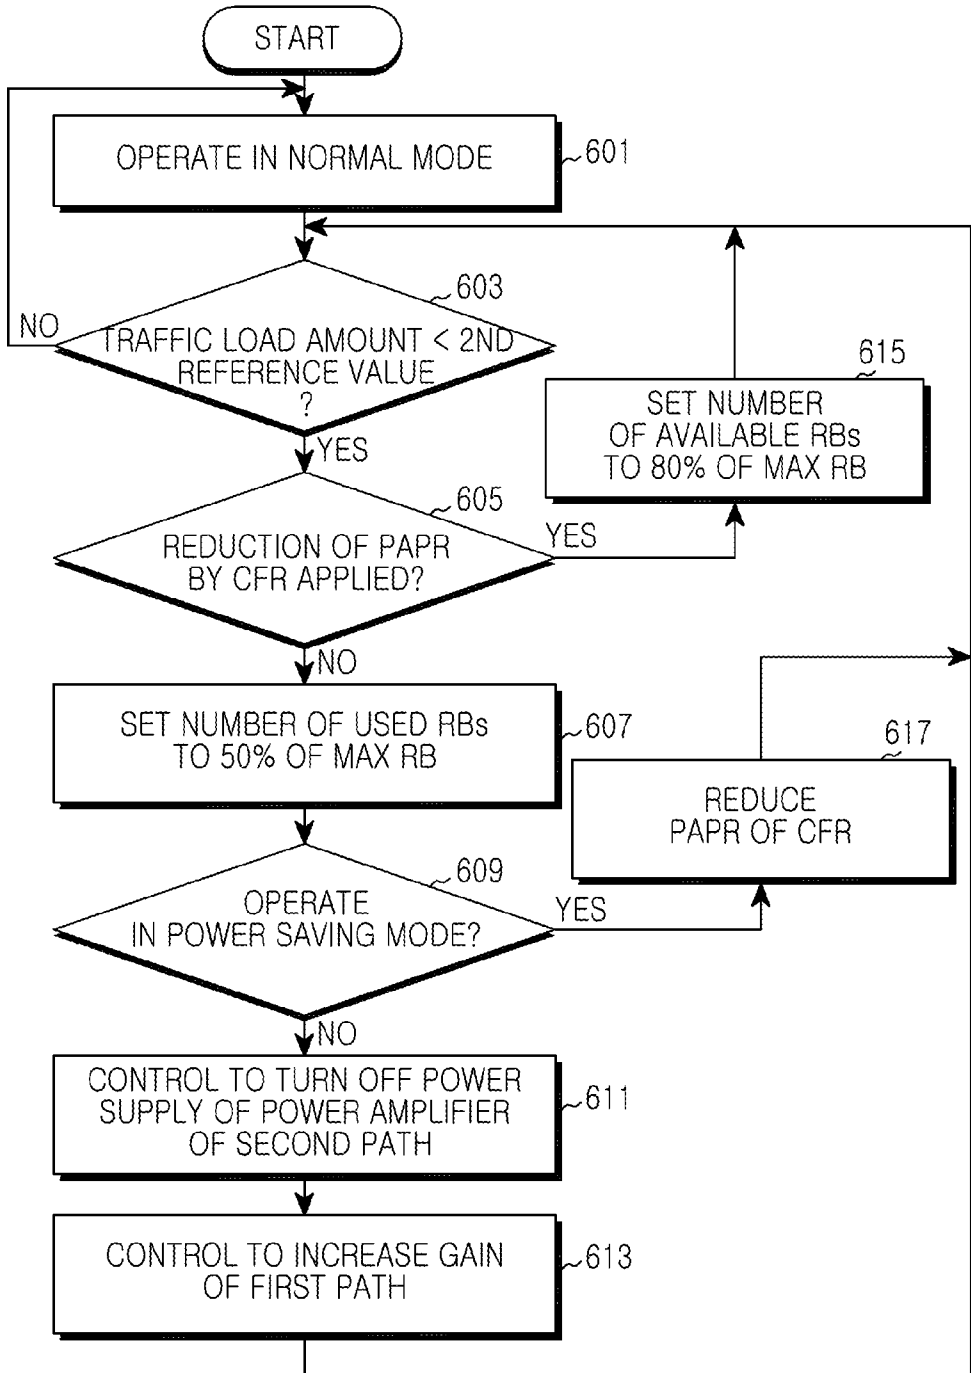 START
OPERATE IN NORMAL MODE
601
603
NO
TRAFFIC LOAD AMOUNT < 2ND
REFERENCE VALUE
?
YES
615
SET NUMBER
OF AVAILABLE RBs
TO 80% OF MAX RB
605
REDUCTION OF PAPR
BY CFR APPLIED?
YES
NO
SET NUMBER OF USED RBs
TO 50% OF MAX RB
607
617
REDUCE
PAPR OF CFR
609
OPERATE
IN POWER SAVING MODE?
YES
NO
CONTROL TO TURN OFF POWER
SUPPLY OF POWER AMPLIFIER
OF SECOND PATH
611
CONTROL TO INCREASE GAIN
OF FIRST PATH
613